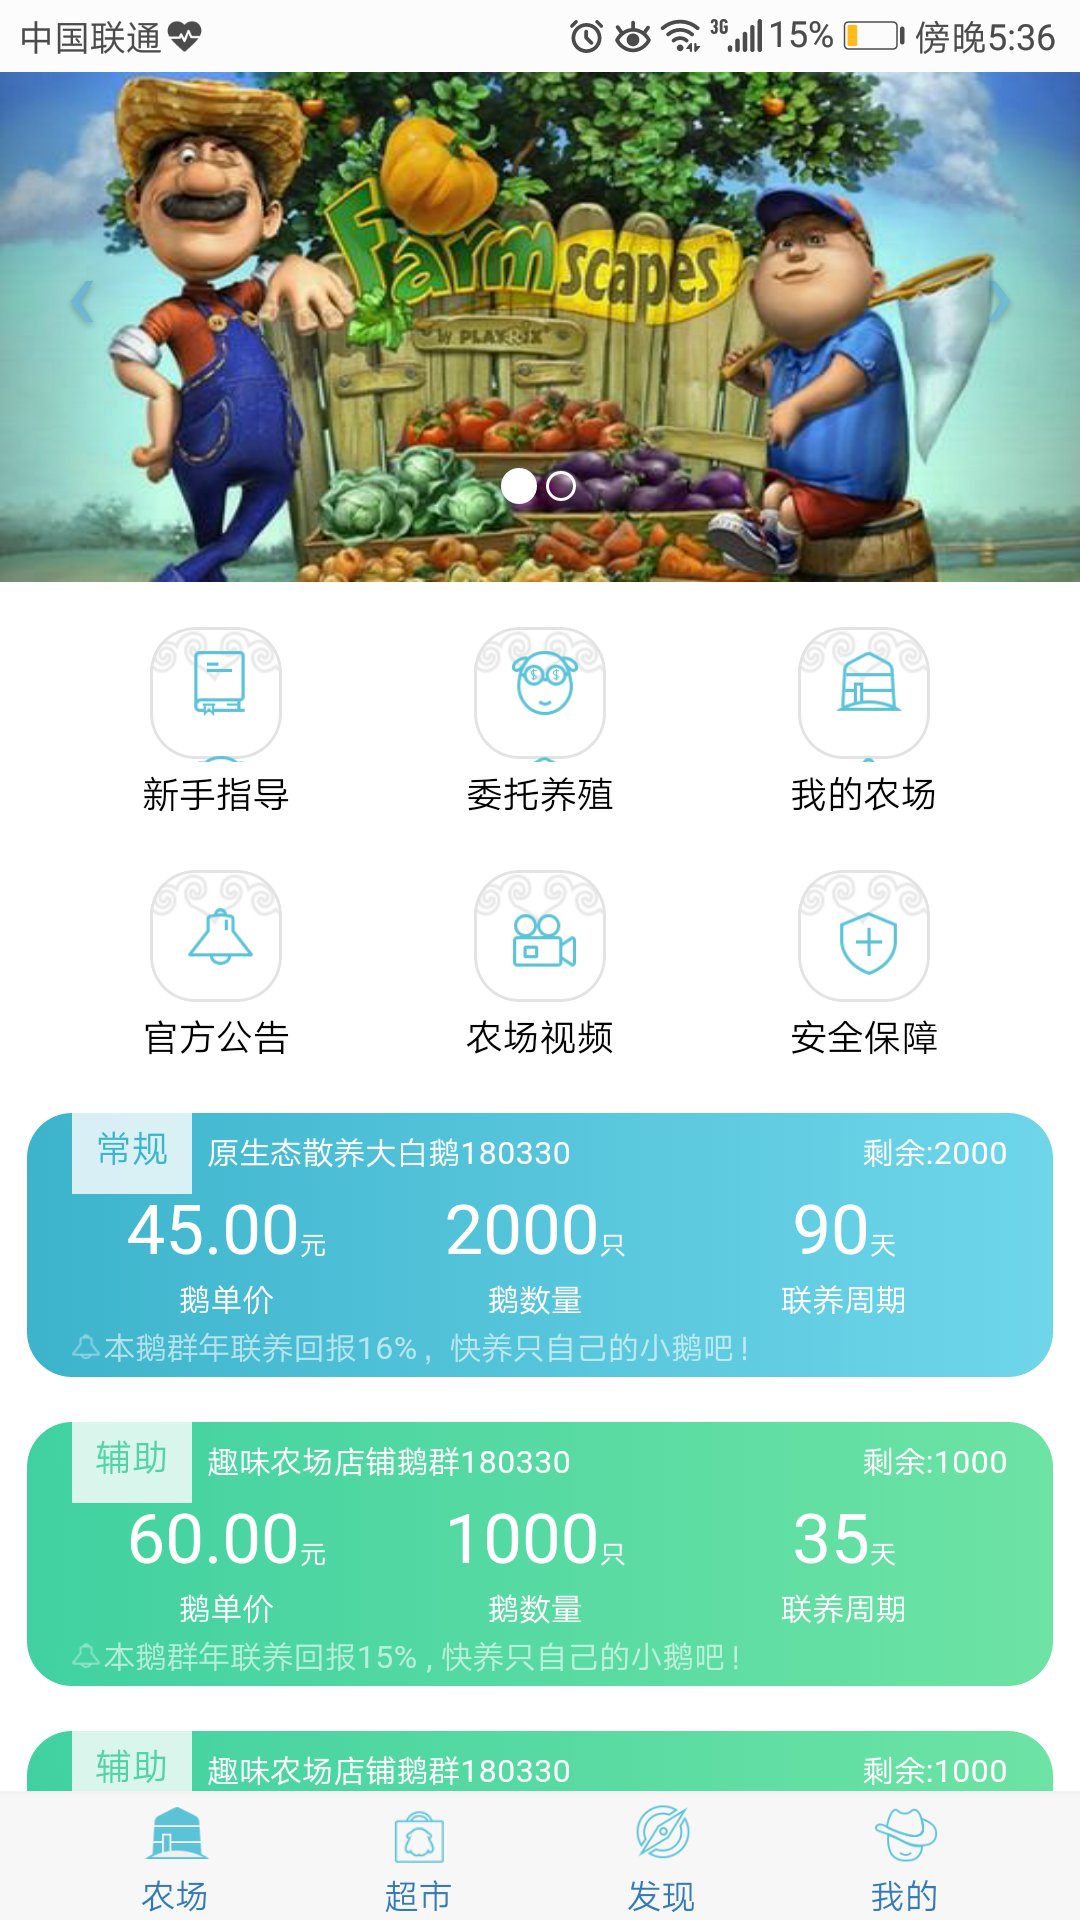 中国联通 3G 15% 傍晚5:36
Farm
scapes™
by PLAYRIX
新手指导 委托养殖 我的农场
官方公告 农场视频 安全保障
常规 原生态散养大白鹅180330 剩余:2000
45.00元 2000只 90天
鹅单价 鹅数量 联养周期
本鹅群年联养回报16%，快养只自己的小鹅吧！
辅助 趣味农场店铺鹅群180330 剩余:1000
60.00元 1000只 35天
鹅单价 鹅数量 联养周期
本鹅群年联养回报15% , 快养只自己的小鹅吧！
辅助 趣味农场店铺鹅群180330 剩余:1000
农场 超市 发现 我的